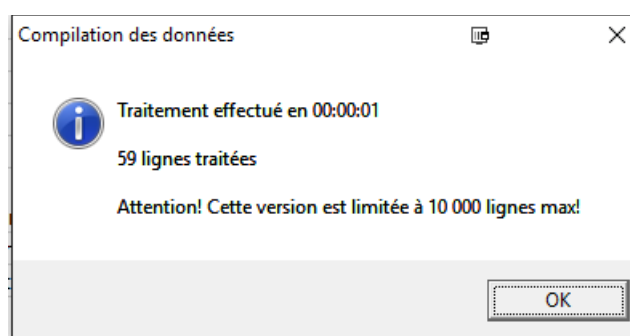 Compilation des données
Traitement effectué en 00:00:01
59 lignes traitées
Attention! Cette version est limitée à 10 000 lignes max!
OK